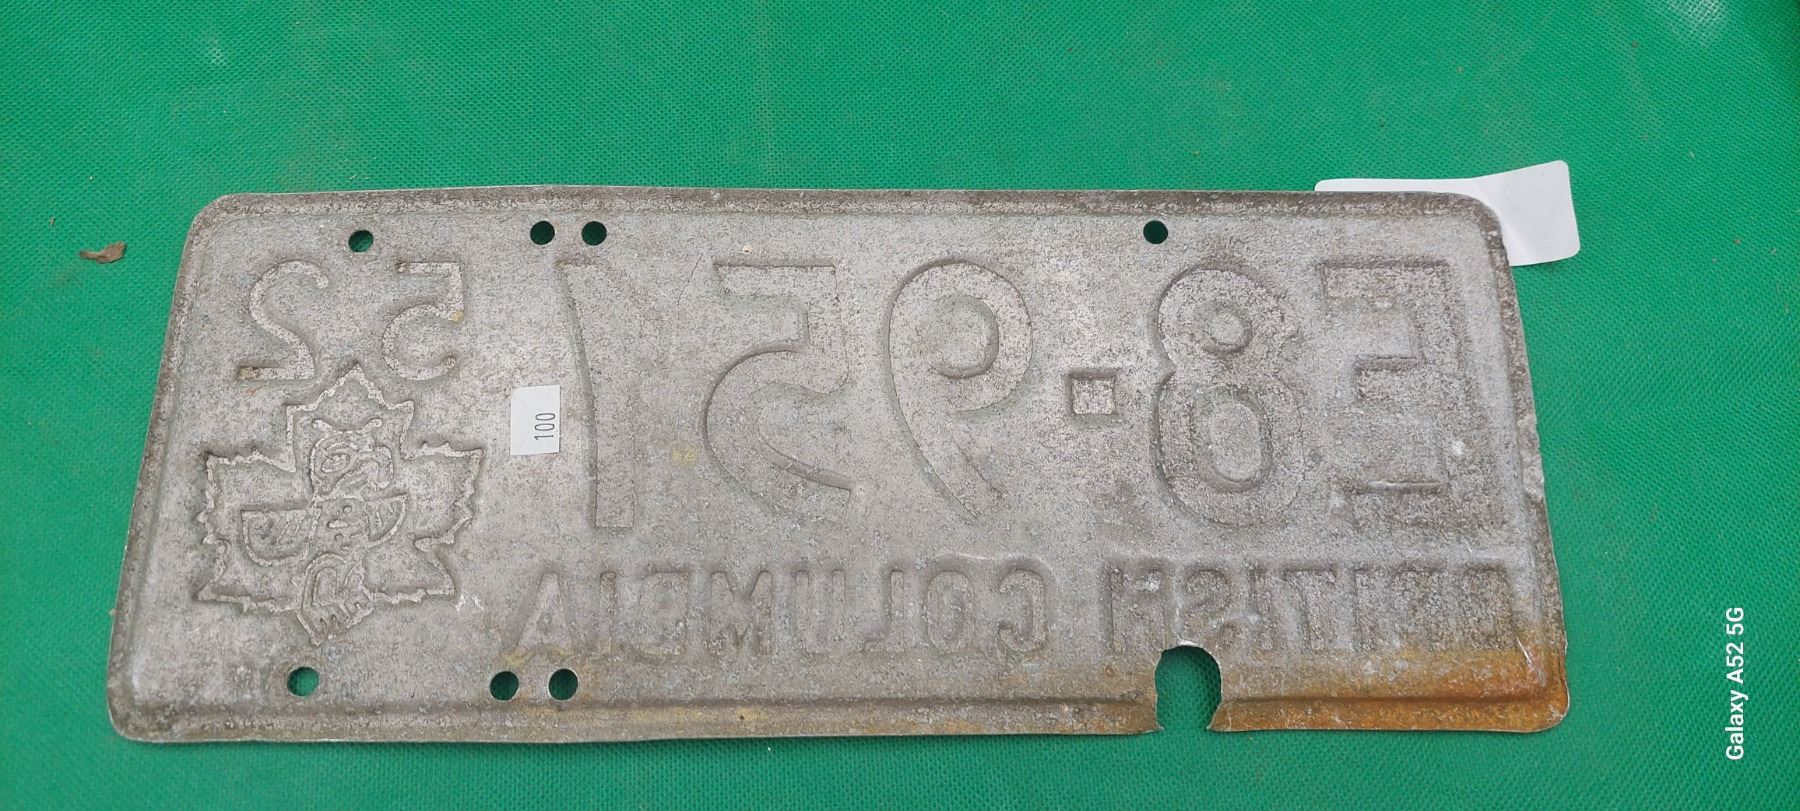 E8-951 52
BRITISH COLUMBIA
100
Galaxy A52 5G